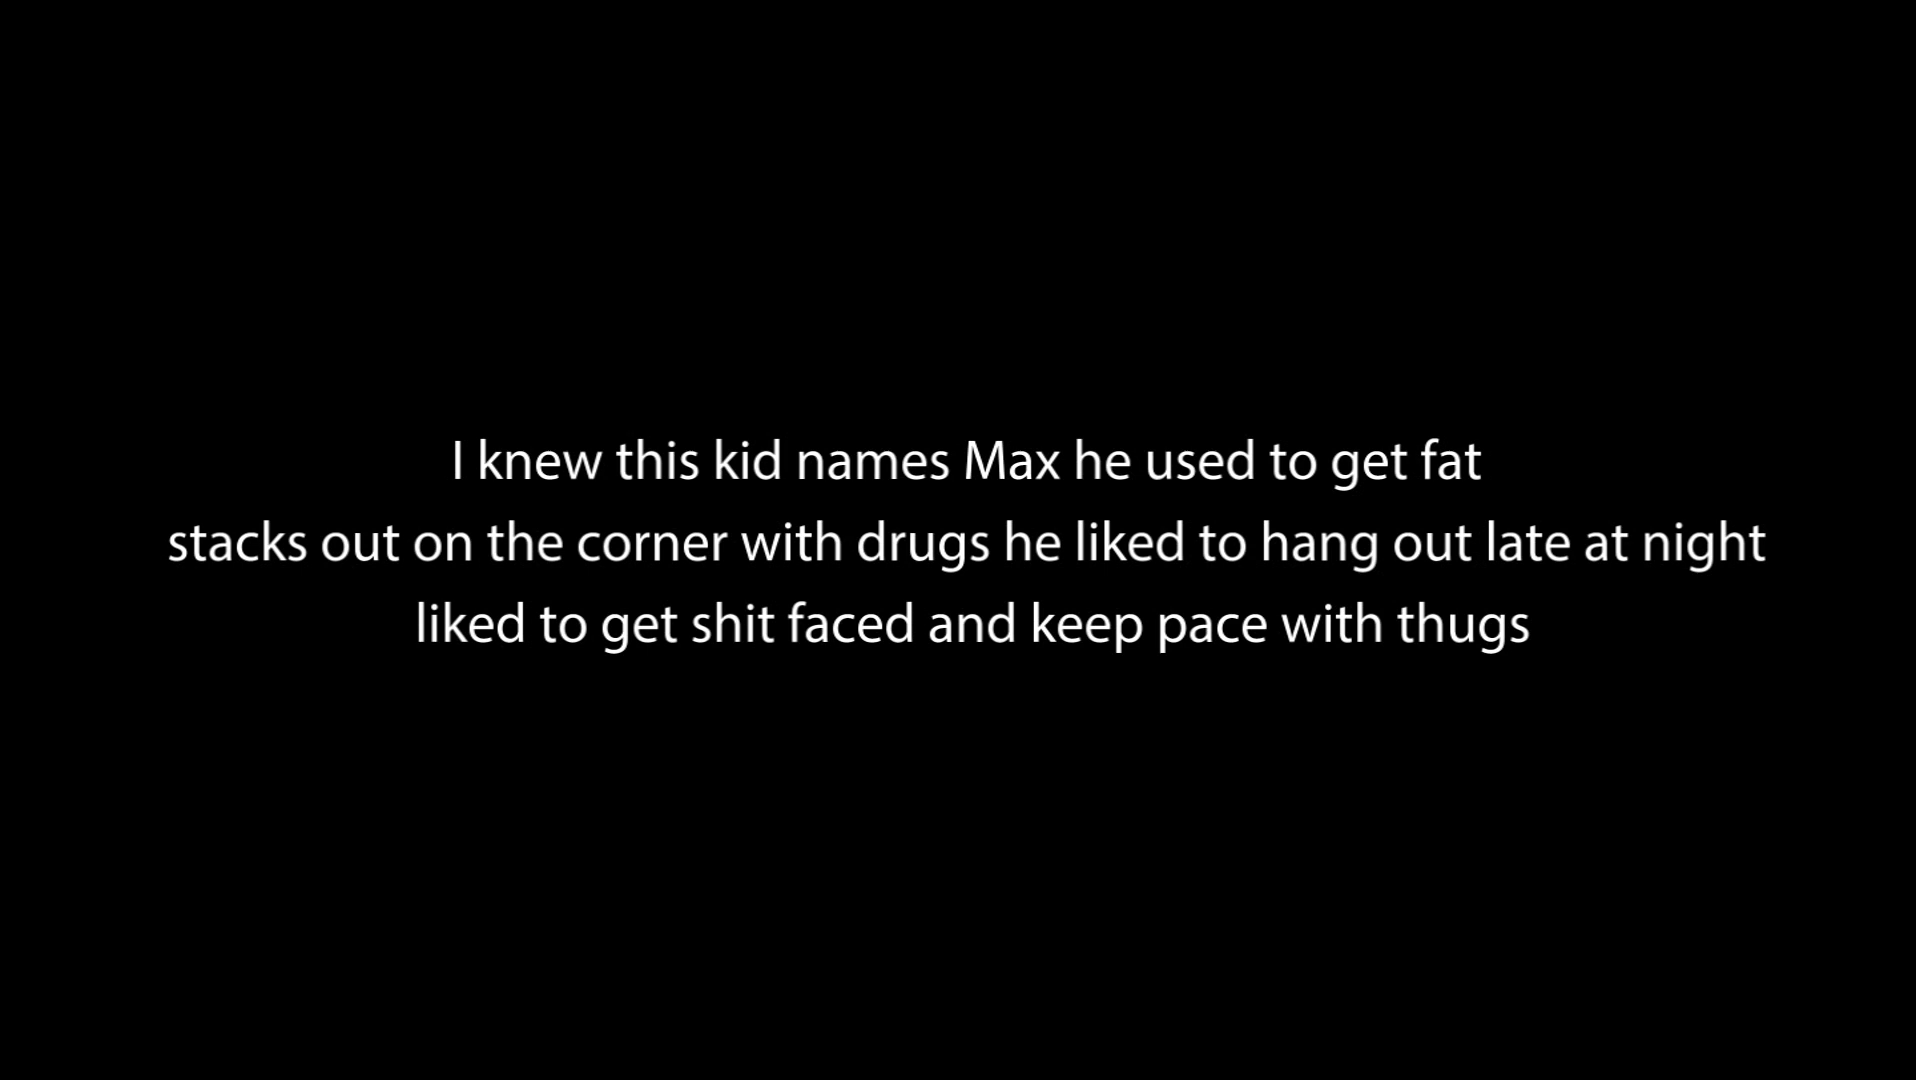 I knew this kid names Max he used to get fat
stacks out on the corner with drugs he liked to hang out late at night
liked to get shit faced and keep pace with thugs